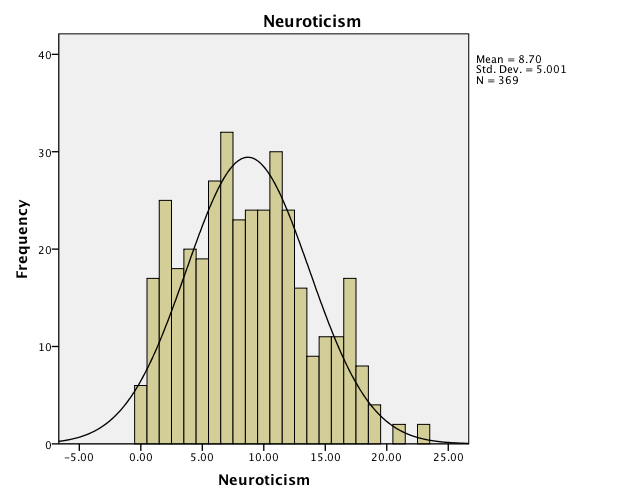 Neuroticism
Mean = 8.70
Std. Dev. = 5.001
N = 369
40
30
20
10
0
Frequency
-5.00 0.00 5.00 10.00 15.00 20.00 25.00
Neuroticism